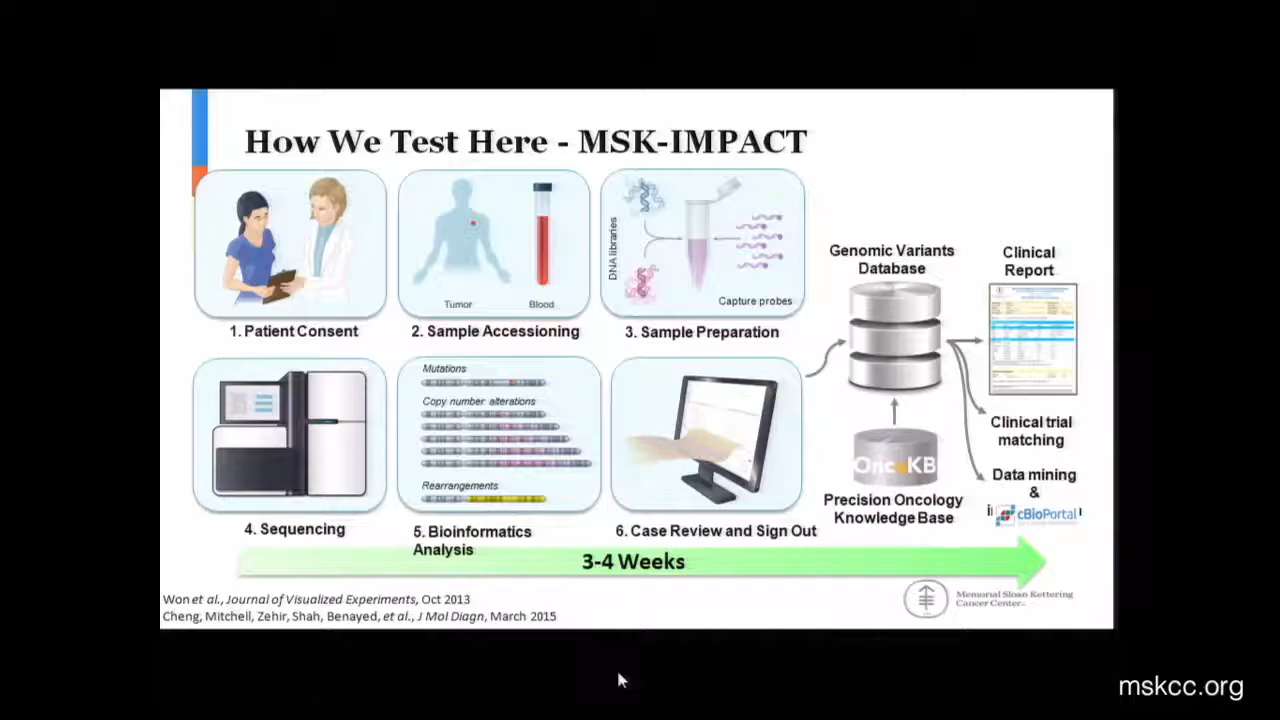 How We Test Here - MSK-IMPACT
DNA libraries
Tumor
Blood
Capture probes
1. Patient Consent
2. Sample Accessioning
3. Sample Preparation
Mutations
Copy number alterations
Rearrangements
4. Sequencing
5. Bioinformatics
Analysis
6. Case Review and Sign Out
Genomic Variants
Database
Clinical
Report
OncoKB
Precision Oncology
Knowledge Base
Clinical trial
matching
Data mining
&
cBioPortal
3-4 Weeks
Won et al., Journal of Visualized Experiments, Oct 2013
Cheng, Mitchell, Zehir, Shah, Benayed, et al., J Mol Diagn, March 2015
Memorial Sloan Kettering
Cancer Center
mskcc.org